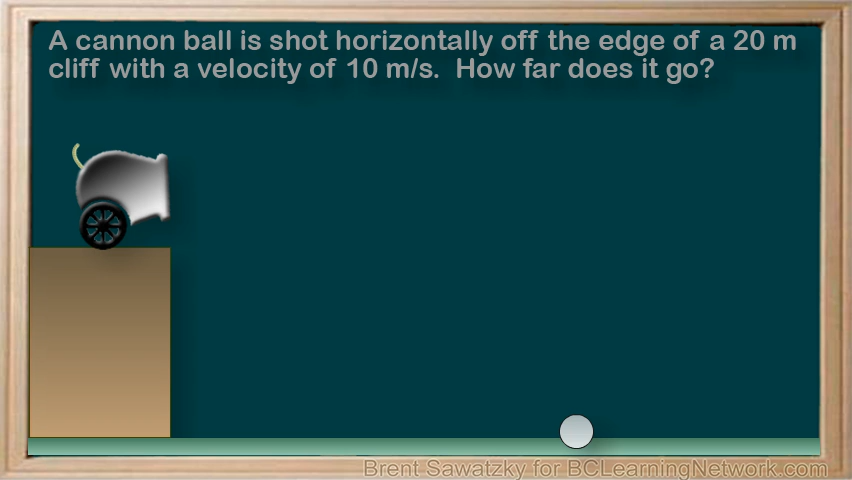 A cannon ball is shot horizontally off the edge of a 20 m
cliff with a velocity of 10 m/s.  How far does it go?
Brent Sawatzky for BCLearningNetwork.com